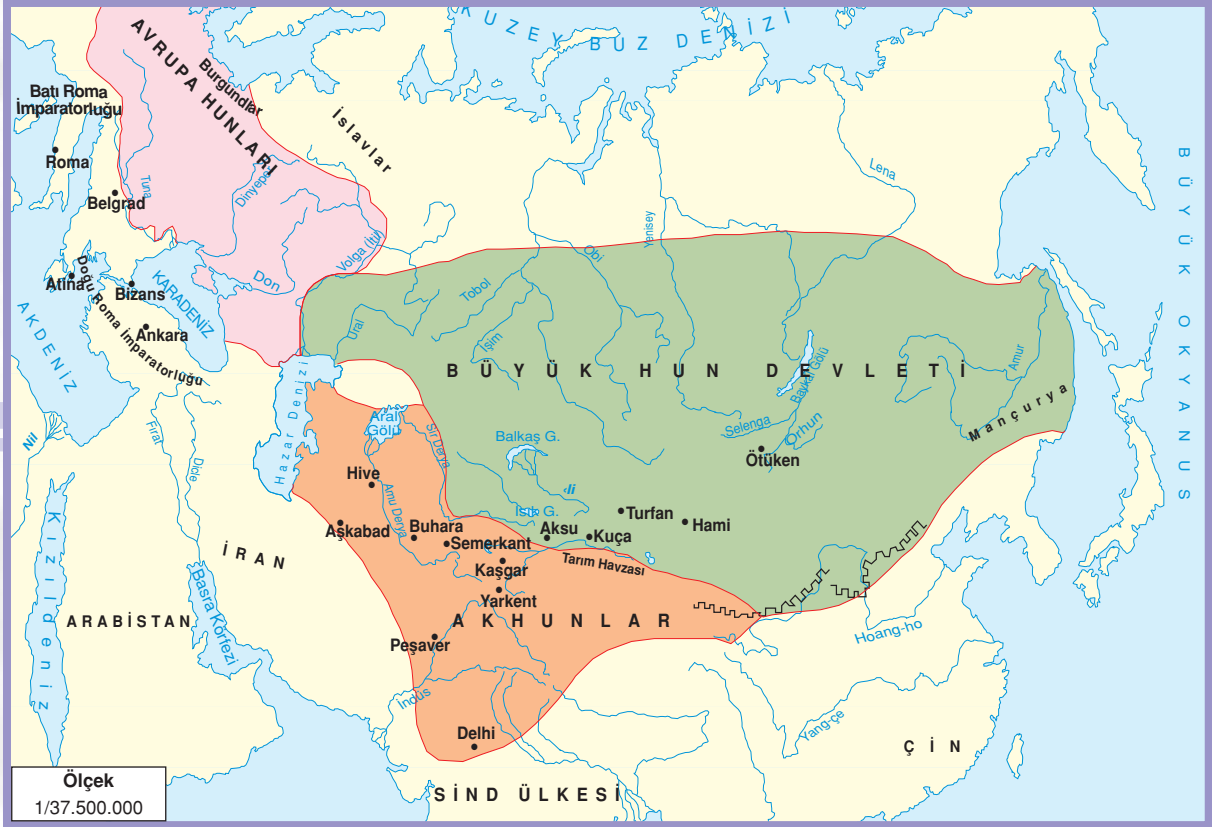 KUZEY BUZ DENİZİ
AVRUPA HUNLARI
Burgundlar
İslavlar
Batı Roma
İmparatorluğu
Roma
Belgrad
Tuna
Dinyeper
Lena
Yenisey
Obi
Volga (İtil)
Don
Tobol
İşim
Ural
Atina
Bizans
KARADENİZ
Ankara
Doğu Roma İmparatorluğu
AKDENİZ
BÜYÜK OKYANUS
BÜYÜK HUN DEVLETİ
Baykal Gölü
Amur
Mançurya
Selenga
Orhun
Ötüken
Nil
Fırat
Dicle
Hazar Denizi
Aral
Gölü
Sir Derya
Balkaş G.
İli
Isık G.
Hive
Amu Derya
Aşkabad
Buhara
Semerkant
Aksu
Kuça
Turfan
Hami
Kaşgar
Tarım Havzası
Yarkent
AKHUNLAR
İRAN
ARABİSTAN
Kızıldeniz
Basra Körfezi
Peşaver
İndüs
Delhi
Hoang-ho
Yang-çe
ÇİN
SİND ÜLKESİ
Ölçek
1/37.500.000